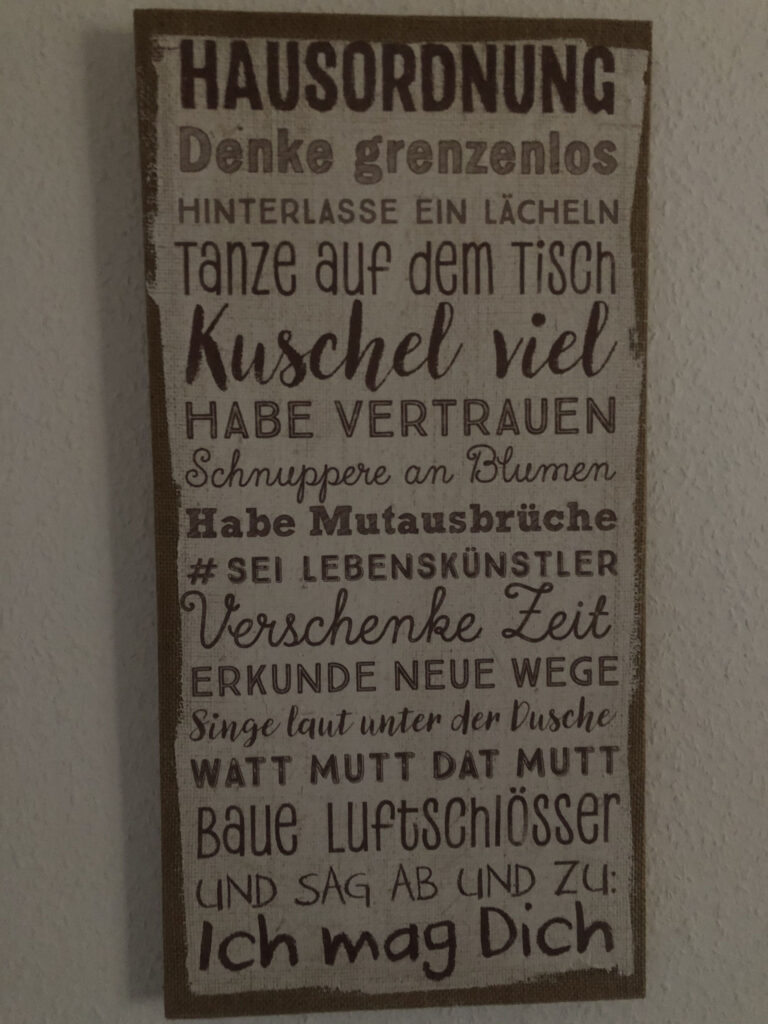 HAUSORDNUNG
Denke grenzenlos
HINTERLASSE EIN LÄCHELN
Tanze auf dem Tisch
Kuschel viel
HABE VERTRAUEN
Schnuppere an Blumen
Habe Mutausbrüche
# SEI LEBENSKÜNSTLER
Verschenke Zeit
ERKUNDE NEUE WEGE
Singe laut unter der Dusche
WATT MUTT DAT MUTT
Baue Luftschlösser
UND SAG AB UND ZU:
Ich mag Dich